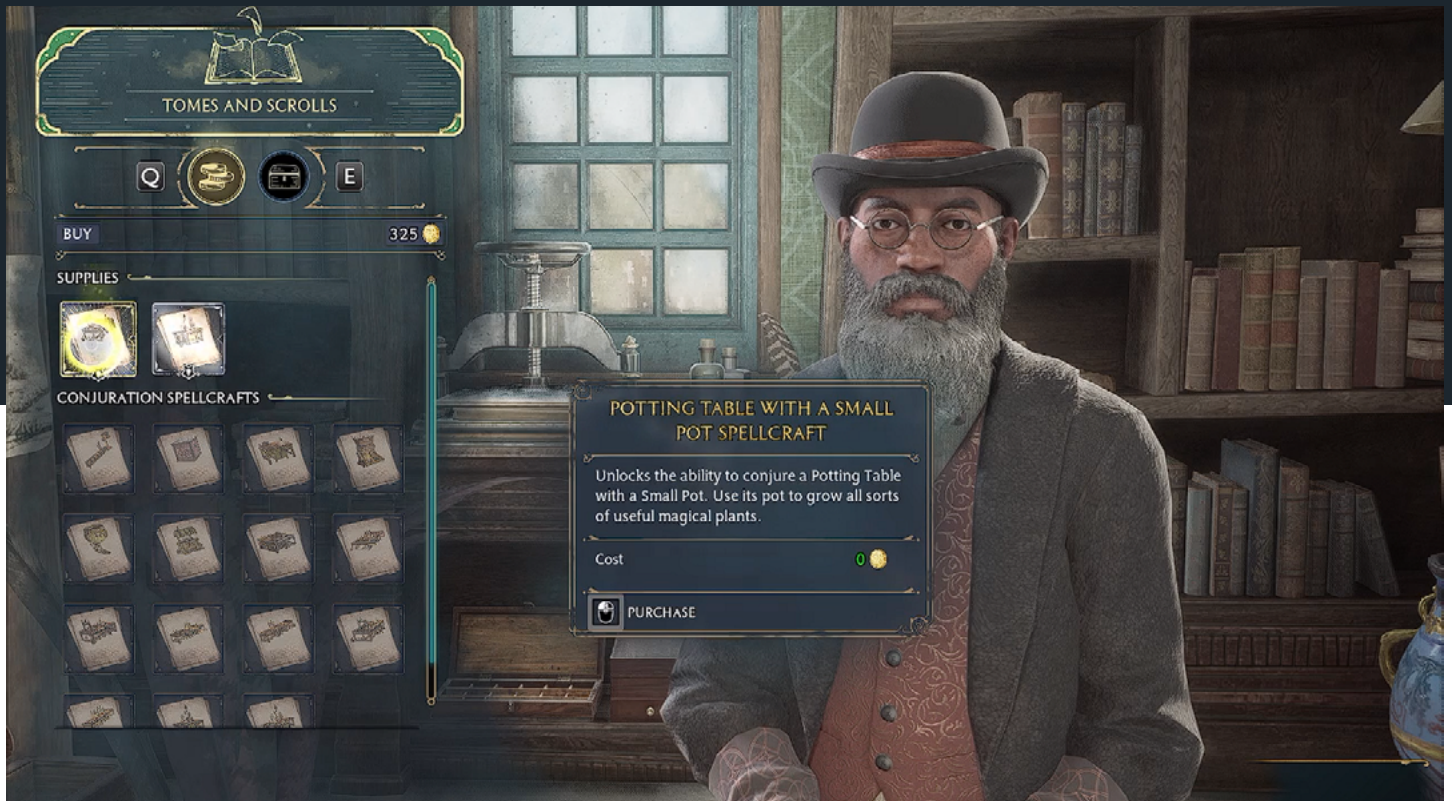 TOMES AND SCROLLS
Q
E
BUY
325
SUPPLIES
CONJURATION SPELLCRAFTS
POTTING TABLE WITH A SMALL
POT SPELLCRAFT
Unlocks the ability to conjure a Potting Table
with a Small Pot. Use its pot to grow all sorts
of useful magical plants.
Cost 0
PURCHASE